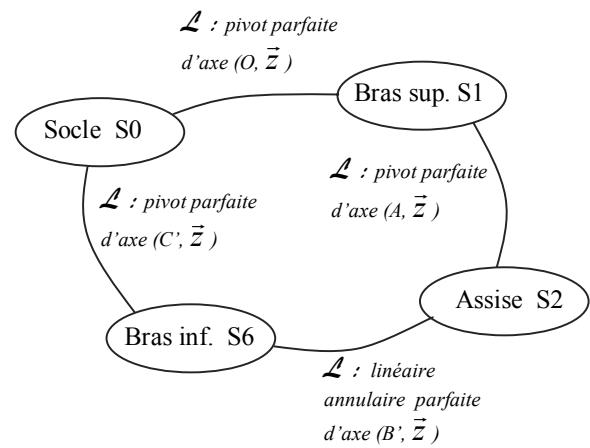 ℒ : pivot parfaite
d'axe (O, z⃗ )
Bras sup. S1
Socle S0
ℒ : pivot parfaite
d'axe (A, z⃗ )
ℒ : pivot parfaite
d'axe (C', z⃗ )
Assise S2
Bras inf. S6
ℒ : linéaire
annulaire parfaite
d'axe (B', z⃗ )